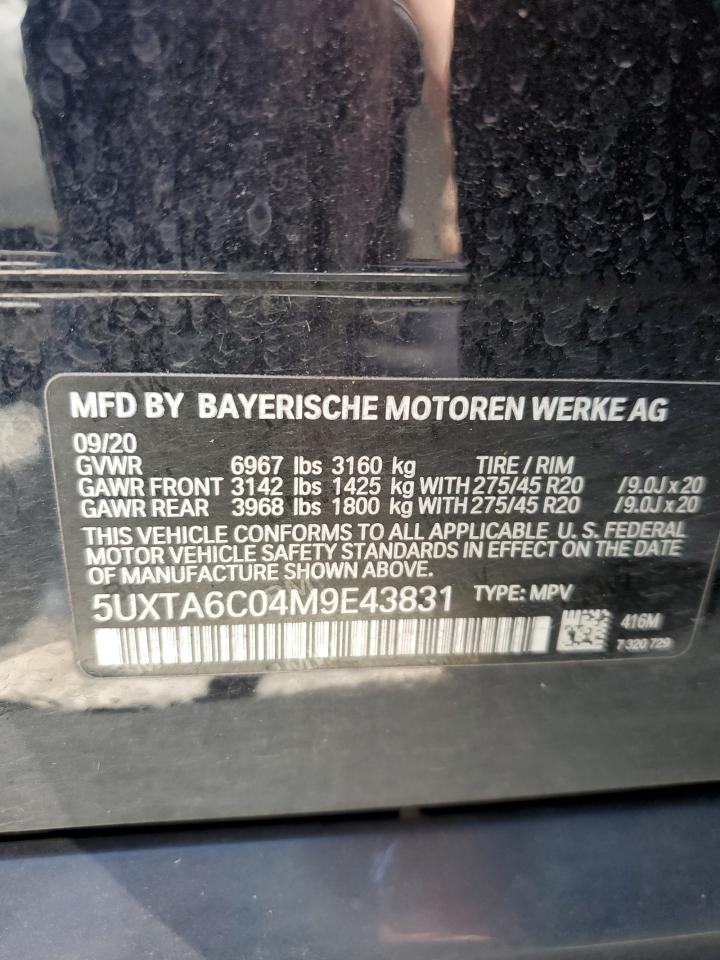 MFD BY BAYERISCHE MOTOREN WERKE AG
09/20
GVWR 6967 lbs 3160 kg TIRE / RIM
GAWR FRONT 3142 lbs 1425 kg WITH 275/45 R20 /9.0J x 20
GAWR REAR 3968 lbs 1800 kg WITH 275/45 R20 /9.0J x 20
THIS VEHICLE CONFORMS TO ALL APPLICABLE U. S. FEDERAL
MOTOR VEHICLE SAFETY STANDARDS IN EFFECT ON THE DATE
OF MANUFACTURE SHOWN ABOVE.
5UXTA6C04M9E43831 TYPE: MPV
416M
7 320 729